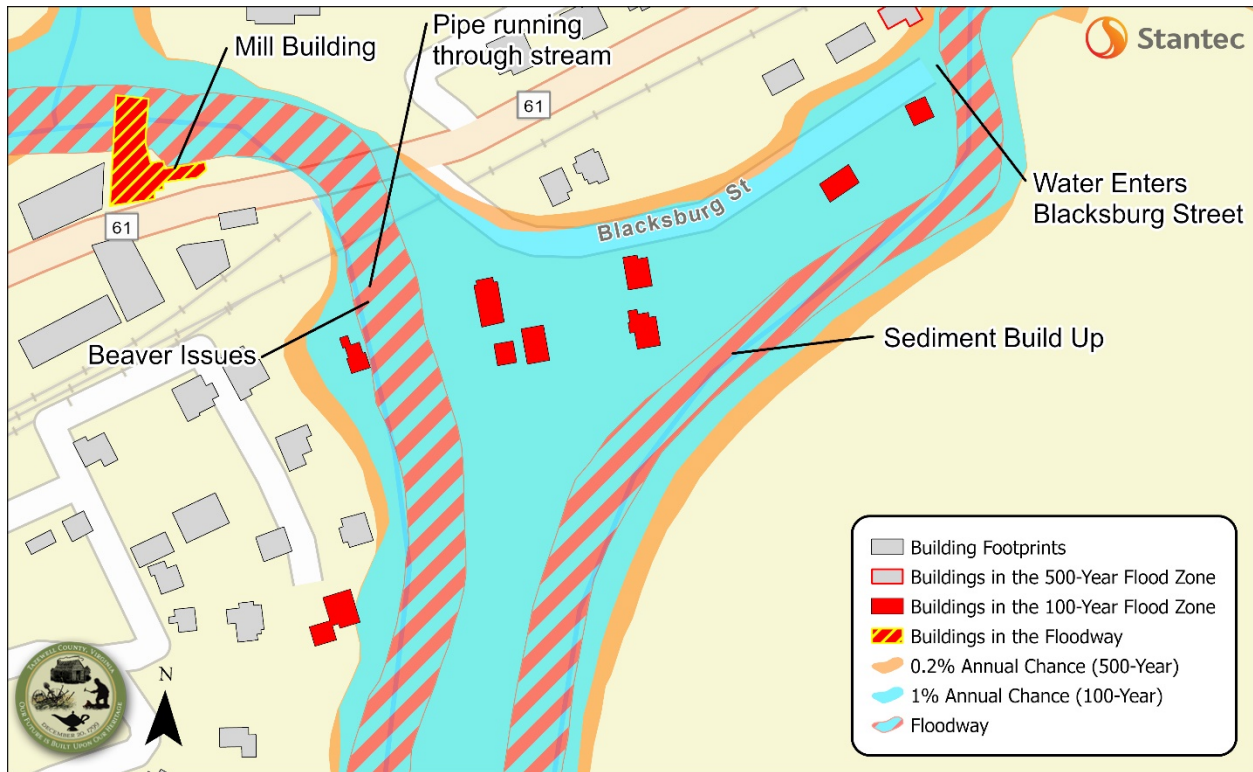 Mill Building
Pipe running
through stream
Stantec
61
Blacksburg St
Water Enters
Blacksburg Street
61
Beaver Issues
Sediment Build Up
Building Footprints
Buildings in the 500-Year Flood Zone
Buildings in the 100-Year Flood Zone
Buildings in the Floodway
0.2% Annual Chance (500-Year)
1% Annual Chance (100-Year)
Floodway
N
TAZEWELL COUNTY, VIRGINIA
OUR FUTURE IS BUILT UPON OUR HERITAGE